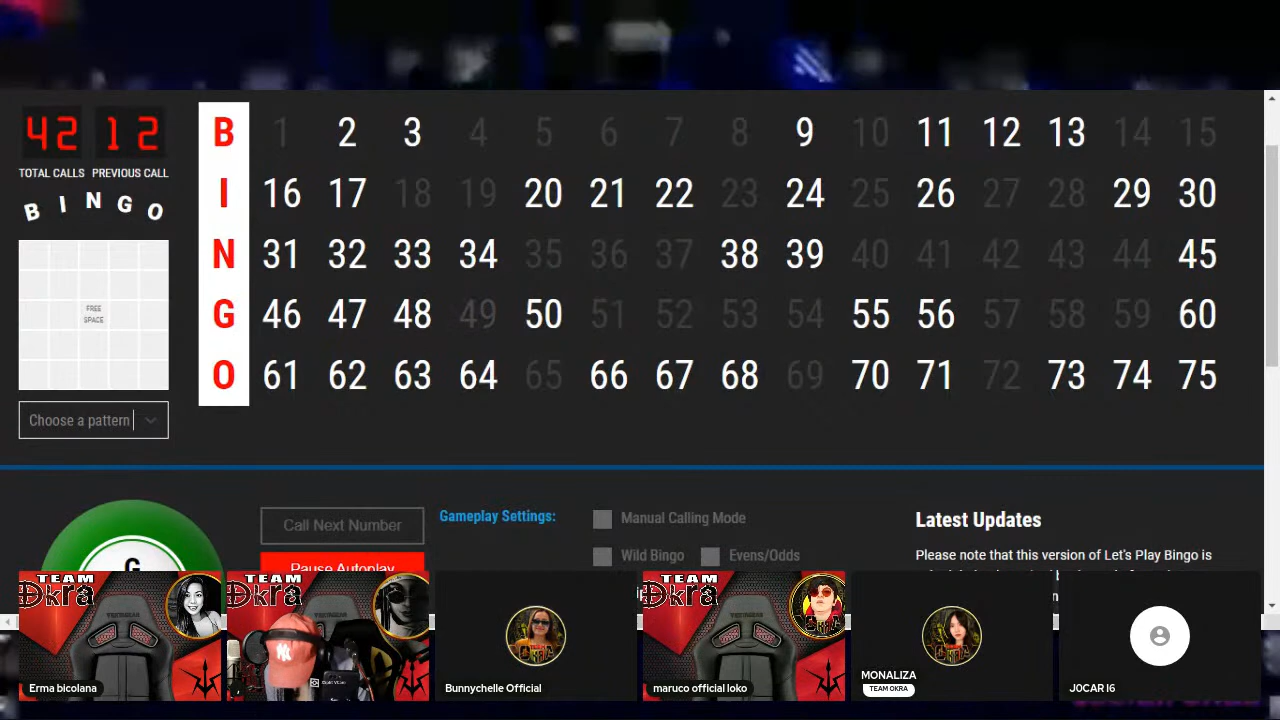 42 12
TOTAL CALLS PREVIOUS CALL
B I N G O
FREE
SPACE
Choose a pattern
B 1 2 3 4 5 6 7 8 9 10 11 12 13 14 15
I 16 17 18 19 20 21 22 23 24 25 26 27 28 29 30
N 31 32 33 34 35 36 37 38 39 40 41 42 43 44 45
G 46 47 48 49 50 51 52 53 54 55 56 57 58 59 60
O 61 62 63 64 65 66 67 68 69 70 71 72 73 74 75
G
Call Next Number
Pause Autoplay
Gameplay Settings:
Manual Calling Mode
Wild Bingo
Evens/Odds
Latest Updates
Please note that this version of Let's Play Bingo is
TEAM
Okra
Erma bicolana
TEAM
Okra
,
Bunnychelle Official
TEAM
Okra
maruco official loko
MONALIZA
TEAM OKRA
JOCAR I6